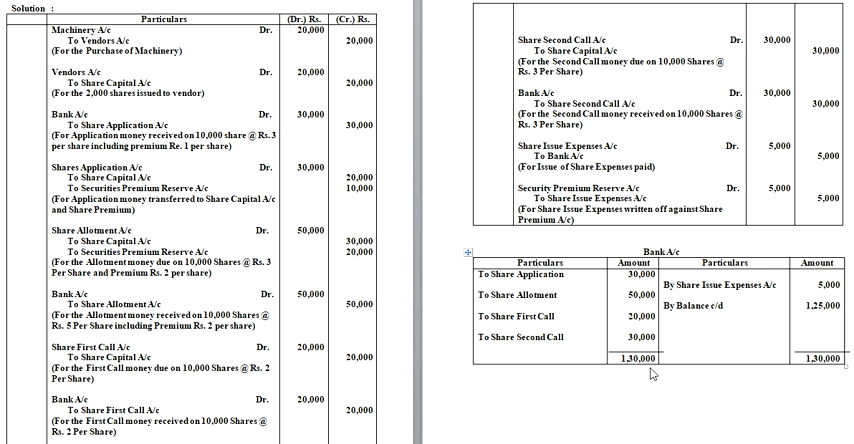 Solution :
Particulars (Dr.) Rs. (Cr.) Rs.
Machinery A/c Dr. 20,000
To Vendors A/c 20,000
(For the Purchase of Machinery)
Vendors A/c Dr. 20,000
To Share Capital A/c 20,000
(For the 2,000 shares issued to vendor)
Bank A/c Dr. 30,000
To Share Application A/c 30,000
(For Application money received on 10,000 share @ Rs. 3
per share including premium Re. 1 per share)
Shares Application A/c Dr. 30,000
To Share Capital A/c 20,000
To Securities Premium Reserve A/c 10,000
(For Application money transferred to Share Capital A/c
and Share Premium)
Share Allotment A/c Dr. 50,000
To Share Capital A/c 30,000
To Securities Premium Reserve A/c 20,000
(For the Allotment money due on 10,000 Shares @ Rs. 3
Per Share and Premium Rs. 2 per share)
Bank A/c Dr. 50,000
To Share Allotment A/c 50,000
(For the Allotment money received on 10,000 Shares @
Rs. 5 Per Share including Premium Rs. 2 per share)
Share First Call A/c Dr. 20,000
To Share Capital A/c 20,000
(For the First Call money due on 10,000 Shares @ Rs. 2
Per Share)
Bank A/c Dr. 20,000
To Share First Call A/c 20,000
(For the First Call money received on 10,000 Shares @
Rs. 2 Per Share)
Share Second Call A/c Dr. 30,000
To Share Capital A/c 30,000
(For the Second Call money due on 10,000 Shares @
Rs. 3 Per Share)
Bank A/c Dr. 30,000
To Share Second Call A/c 30,000
(For the Second Call money received on 10,000 Shares @
Rs. 3 Per Share)
Share Issue Expenses A/c Dr. 5,000
To Bank A/c 5,000
(For Issue of Share Expenses paid)
Security Premium Reserve A/c Dr. 5,000
To Share Issue Expenses A/c 5,000
(For Share Issue Expenses written off against Share
Premium A/c)
Bank A/c
Particulars Amount Particulars Amount
To Share Application 30,000
By Share Issue Expenses A/c 5,000
To Share Allotment 50,000
By Balance c/d 1,25,000
To Share First Call 20,000
To Share Second Call 30,000
1,30,000 1,30,000